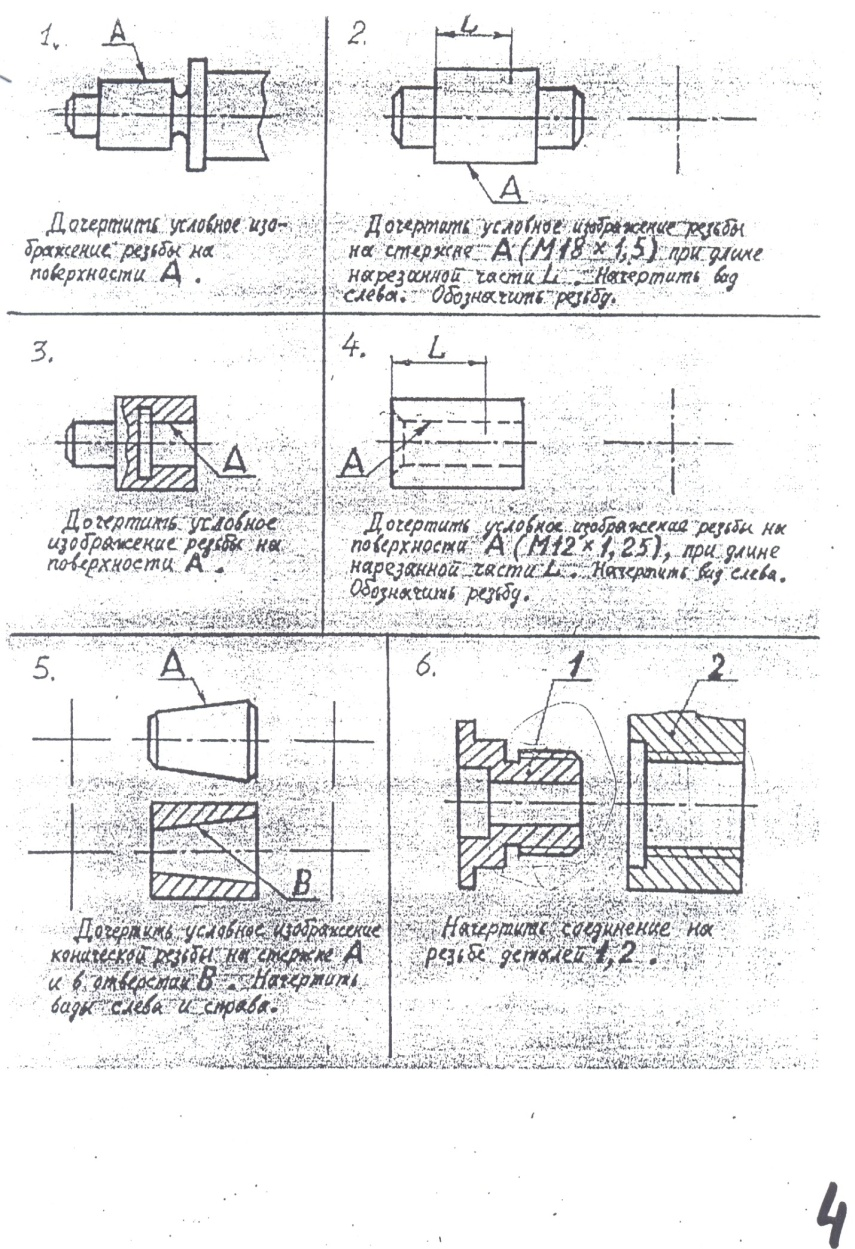 1.
A
Дочертить условное изо-
бражение резьбы на
поверхности A.
2.
L
A
Дочертить условное изображение резьбы
на стержне A (M18 × 1,5) при длине
нарезанной части L. Начертить вид
слева. Обозначить резьбу.
3.
A
Дочертить условное
изображение резьбы на
поверхности A.
4.
L
A
Дочертить условное изображение резьбы на
поверхности A (M12 × 1,25), при длине
нарезанной части L. Начертить вид слева.
Обозначить резьбу.
5.
A
B
Дочертить условное изображение
конической резьбы на стержне A
и в отверстии B. Начертить
виды слева и справа.
6.
1
2
Начертить соединение на
резьбе деталей 1,2.
4